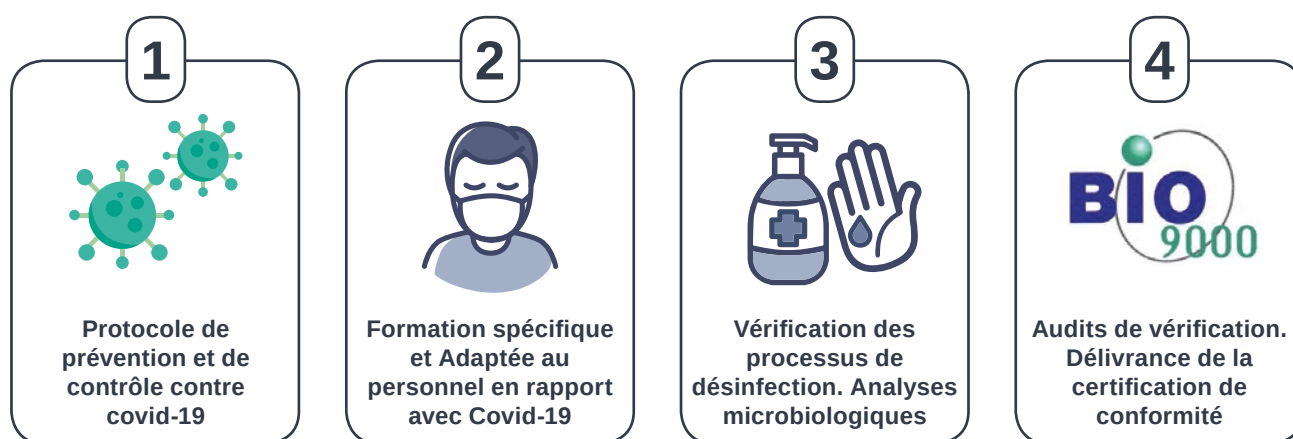 1
Protocole de
prévention et de
contrôle contre
covid-19
2
Formation spécifique
et Adaptée au
personnel en rapport
avec Covid-19
3
Vérification des
processus de
désinfection. Analyses
microbiologiques
4
BiO
9000
Audits de vérification.
Délivrance de la
certification de
conformité